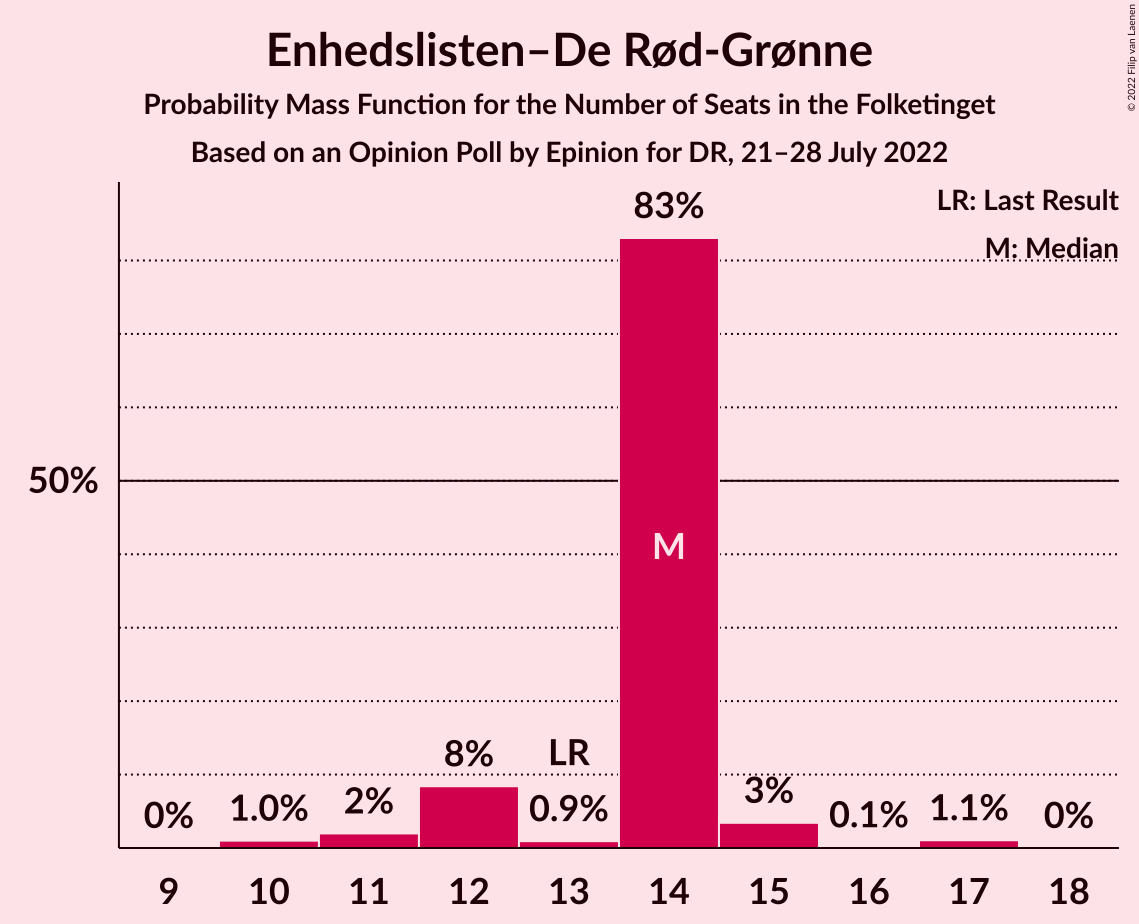 Enhedslisten–De Rød-Grønne
Probability Mass Function for the Number of Seats in the Folketinget
Based on an Opinion Poll by Epinion for DR, 21–28 July 2022
© 2022 Filip van Laenen
LR: Last Result
M: Median
83%
50%
M
8%
LR
0%
1.0%
2%
0.9%
3%
0.1%
1.1%
0%
9
10
11
12
13
14
15
16
17
18